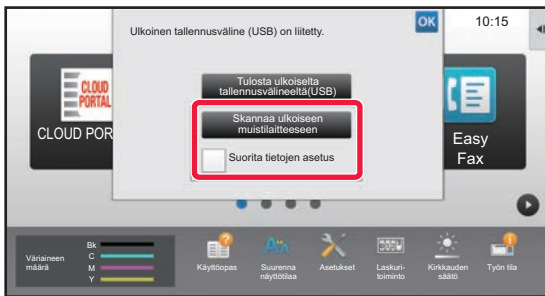 Ulkoinen tallennusväline (USB) on liitetty.
OK
10:15
Tulosta ulkoiselta
tallennusvälineeltä(USB)
Skannaa ulkoiseen
muistilaitteeseen
Suorita tietojen asetus
CLOUD
PORTAL
CLOUD POR
Easy
Fax
Väriaineen
määrä
Bk
C
M
Y
Käyttöopas
Suurenna
näyttötilaa
Asetukset
Laskuri-
toiminto
Kirkkauden
säätö
Työn tila